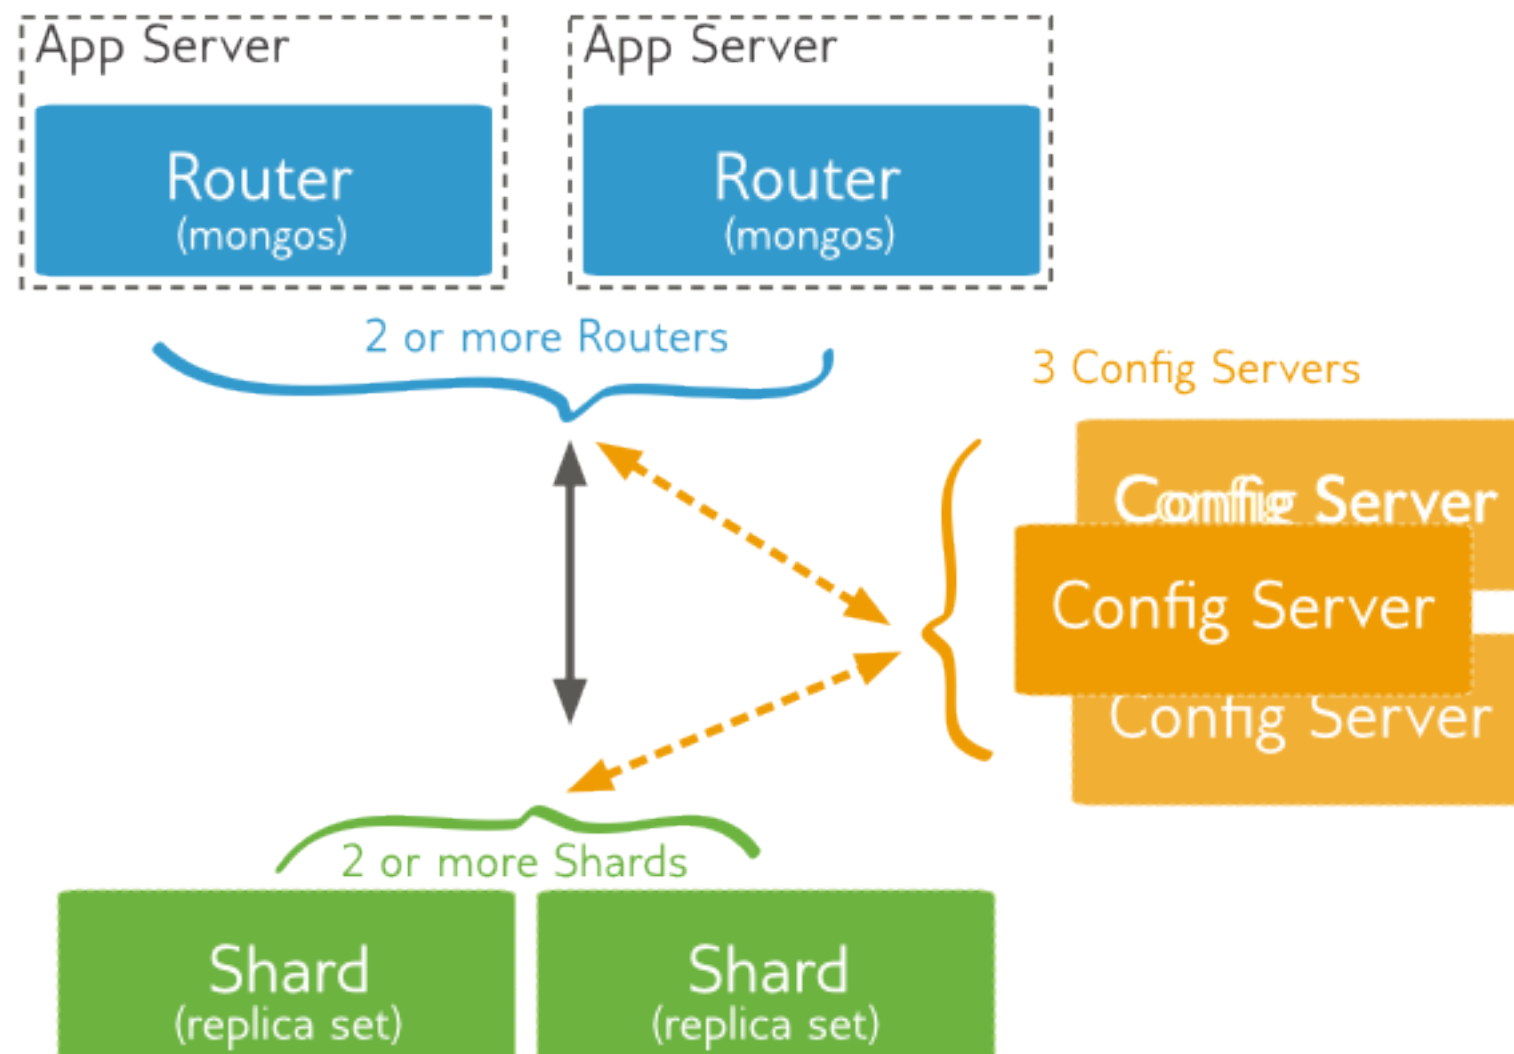 App Server
App Server
Router
(mongos)
Router
(mongos)
2 or more Routers
3 Config Servers
Config Server
Config Server
Config Server
2 or more Shards
Shard
(replica set)
Shard
(replica set)